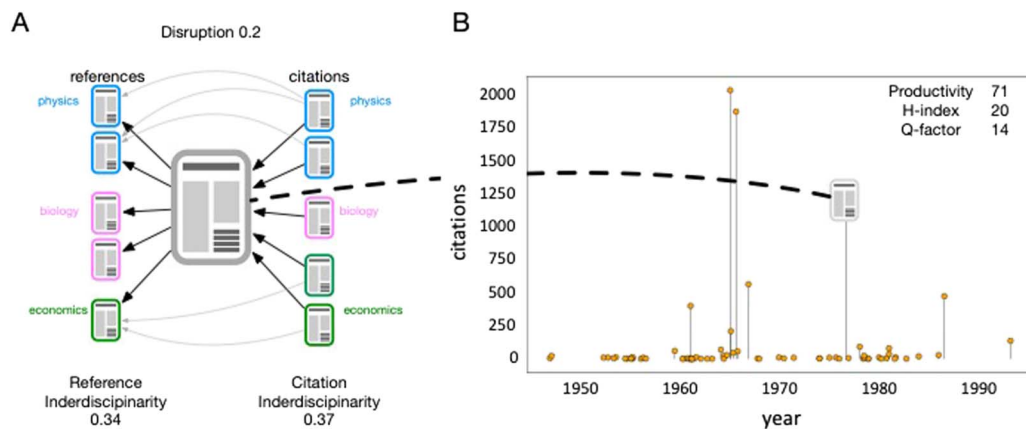 A
Disruption 0.2
references
citations
physics
physics
biology
biology
economics
economics
Reference
Inderdiscipinarity
0.34
Citation
Inderdiscipinarity
0.37
B
Productivity 71
H-index 20
Q-factor 14
citations
2000
1750
1500
1250
1000
750
500
250
0
1950
1960
1970
1980
1990
year